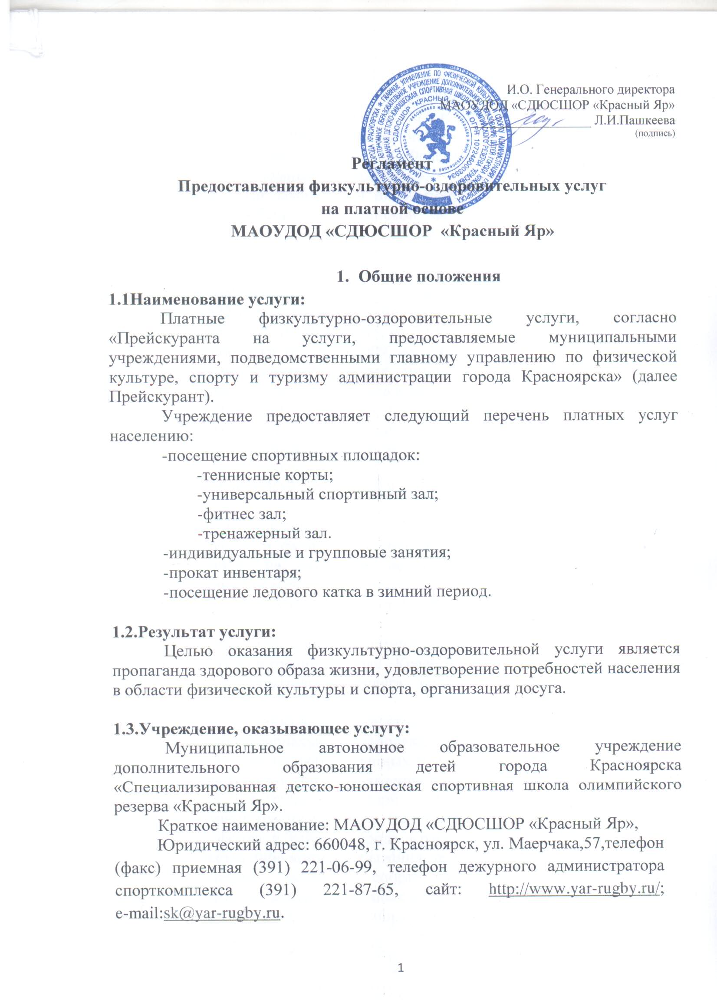 И.О. Генерального директора
МАОУДОД «СДЮСШОР «Красный Яр»
Л.И.Пашкеева
(подпись)
Регламент
Предоставления физкультурно-оздоровительных услуг
на платной основе
МАОУДОД «СДЮСШОР «Красный Яр»
1. Общие положения
1.1Наименование услуги:
Платные физкультурно-оздоровительные услуги, согласно
«Прейскуранта на услуги, предоставляемые муниципальными
учреждениями, подведомственными главному управлению по физической
культуре, спорту и туризму администрации города Красноярска» (далее
Прейскурант).
Учреждение предоставляет следующий перечень платных услуг
населению:
-посещение спортивных площадок:
-теннисные корты;
-универсальный спортивный зал;
-фитнес зал;
-тренажерный зал.
-индивидуальные и групповые занятия;
-прокат инвентаря;
-посещение ледового катка в зимний период.
1.2.Результат услуги:
Целью оказания физкультурно-оздоровительной услуги является
пропаганда здорового образа жизни, удовлетворение потребностей населения
в области физической культуры и спорта, организация досуга.
1.3.Учреждение, оказывающее услугу:
Муниципальное автономное образовательное учреждение
дополнительного образования детей города Красноярска
«Специализированная детско-юношеская спортивная школа олимпийского
резерва «Красный Яр».
Краткое наименование: МАОУДОД «СДЮСШОР «Красный Яр»,
Юридический адрес: 660048, г. Красноярск, ул. Маерчака,57,телефон
(факс) приемная (391) 221-06-99, телефон дежурного администратора
спорткомплекса (391) 221-87-65, сайт: http://www.yar-rugby.ru/;
e-mail:sk@yar-rugby.ru.
1